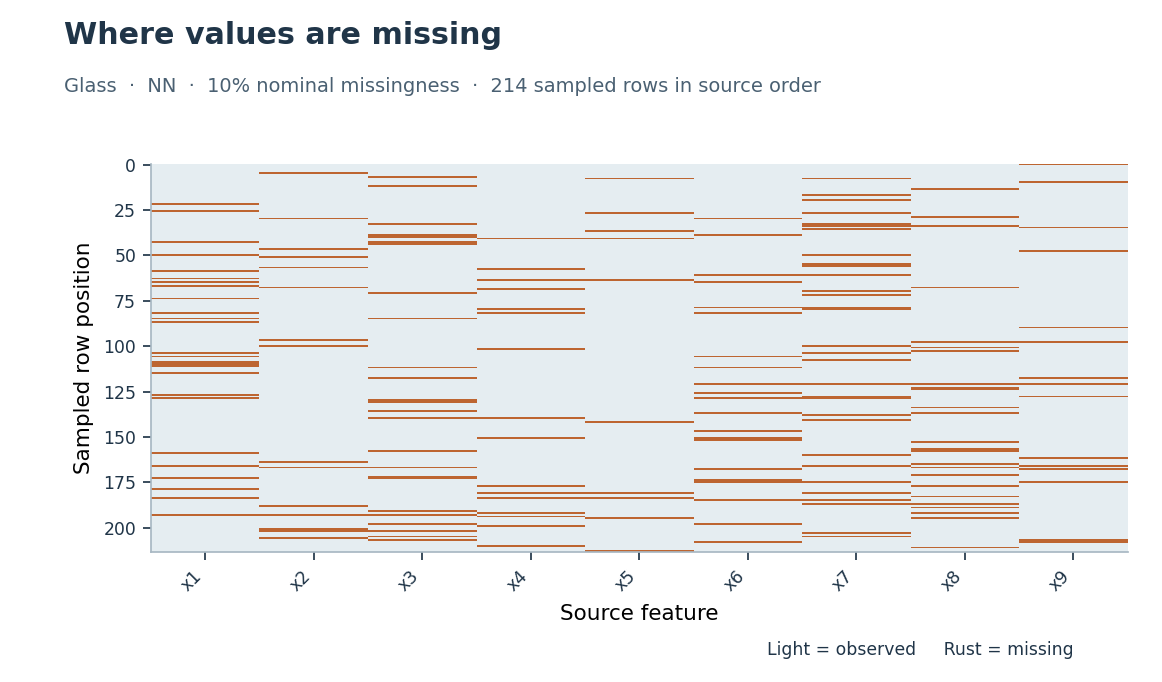 Where values are missing
Glass · NN · 10% nominal missingness · 214 sampled rows in source order
0
25
50
75
100
125
150
175
200
Sampled row position
x1 x2 x3 x4 x5 x6 x7 x8 x9
Source feature
Light = observed Rust = missing